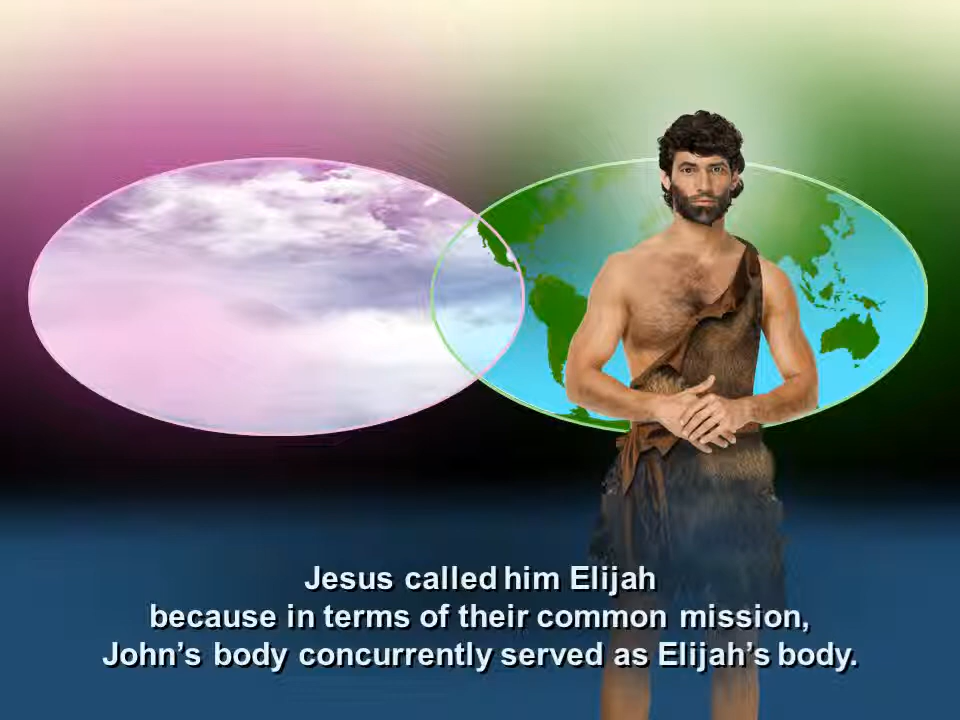 Jesus called him Elijah
because in terms of their common mission,
John’s body concurrently served as Elijah’s body.